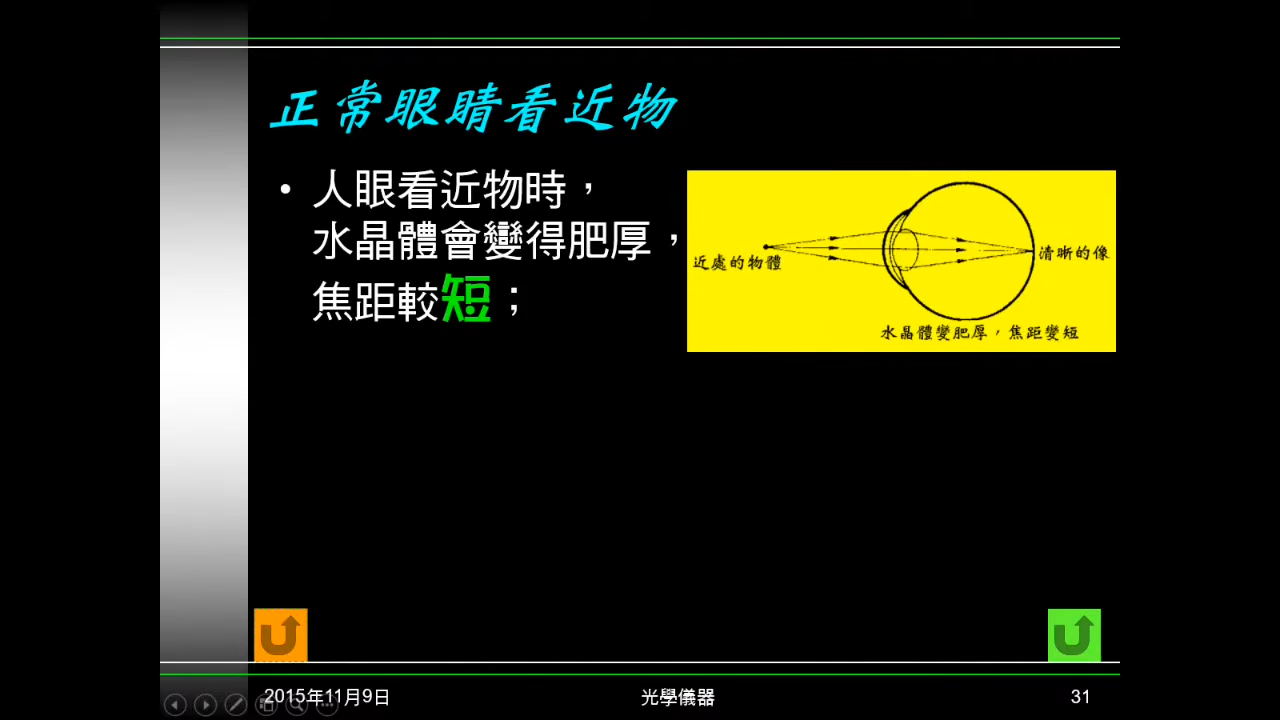 正常眼睛看近物
• 人眼看近物時，
水晶體會變得肥厚，
焦距較短；
近處的物體
清晰的像
水晶體變肥厚，焦距變短
2015年11月9日
光學儀器
31